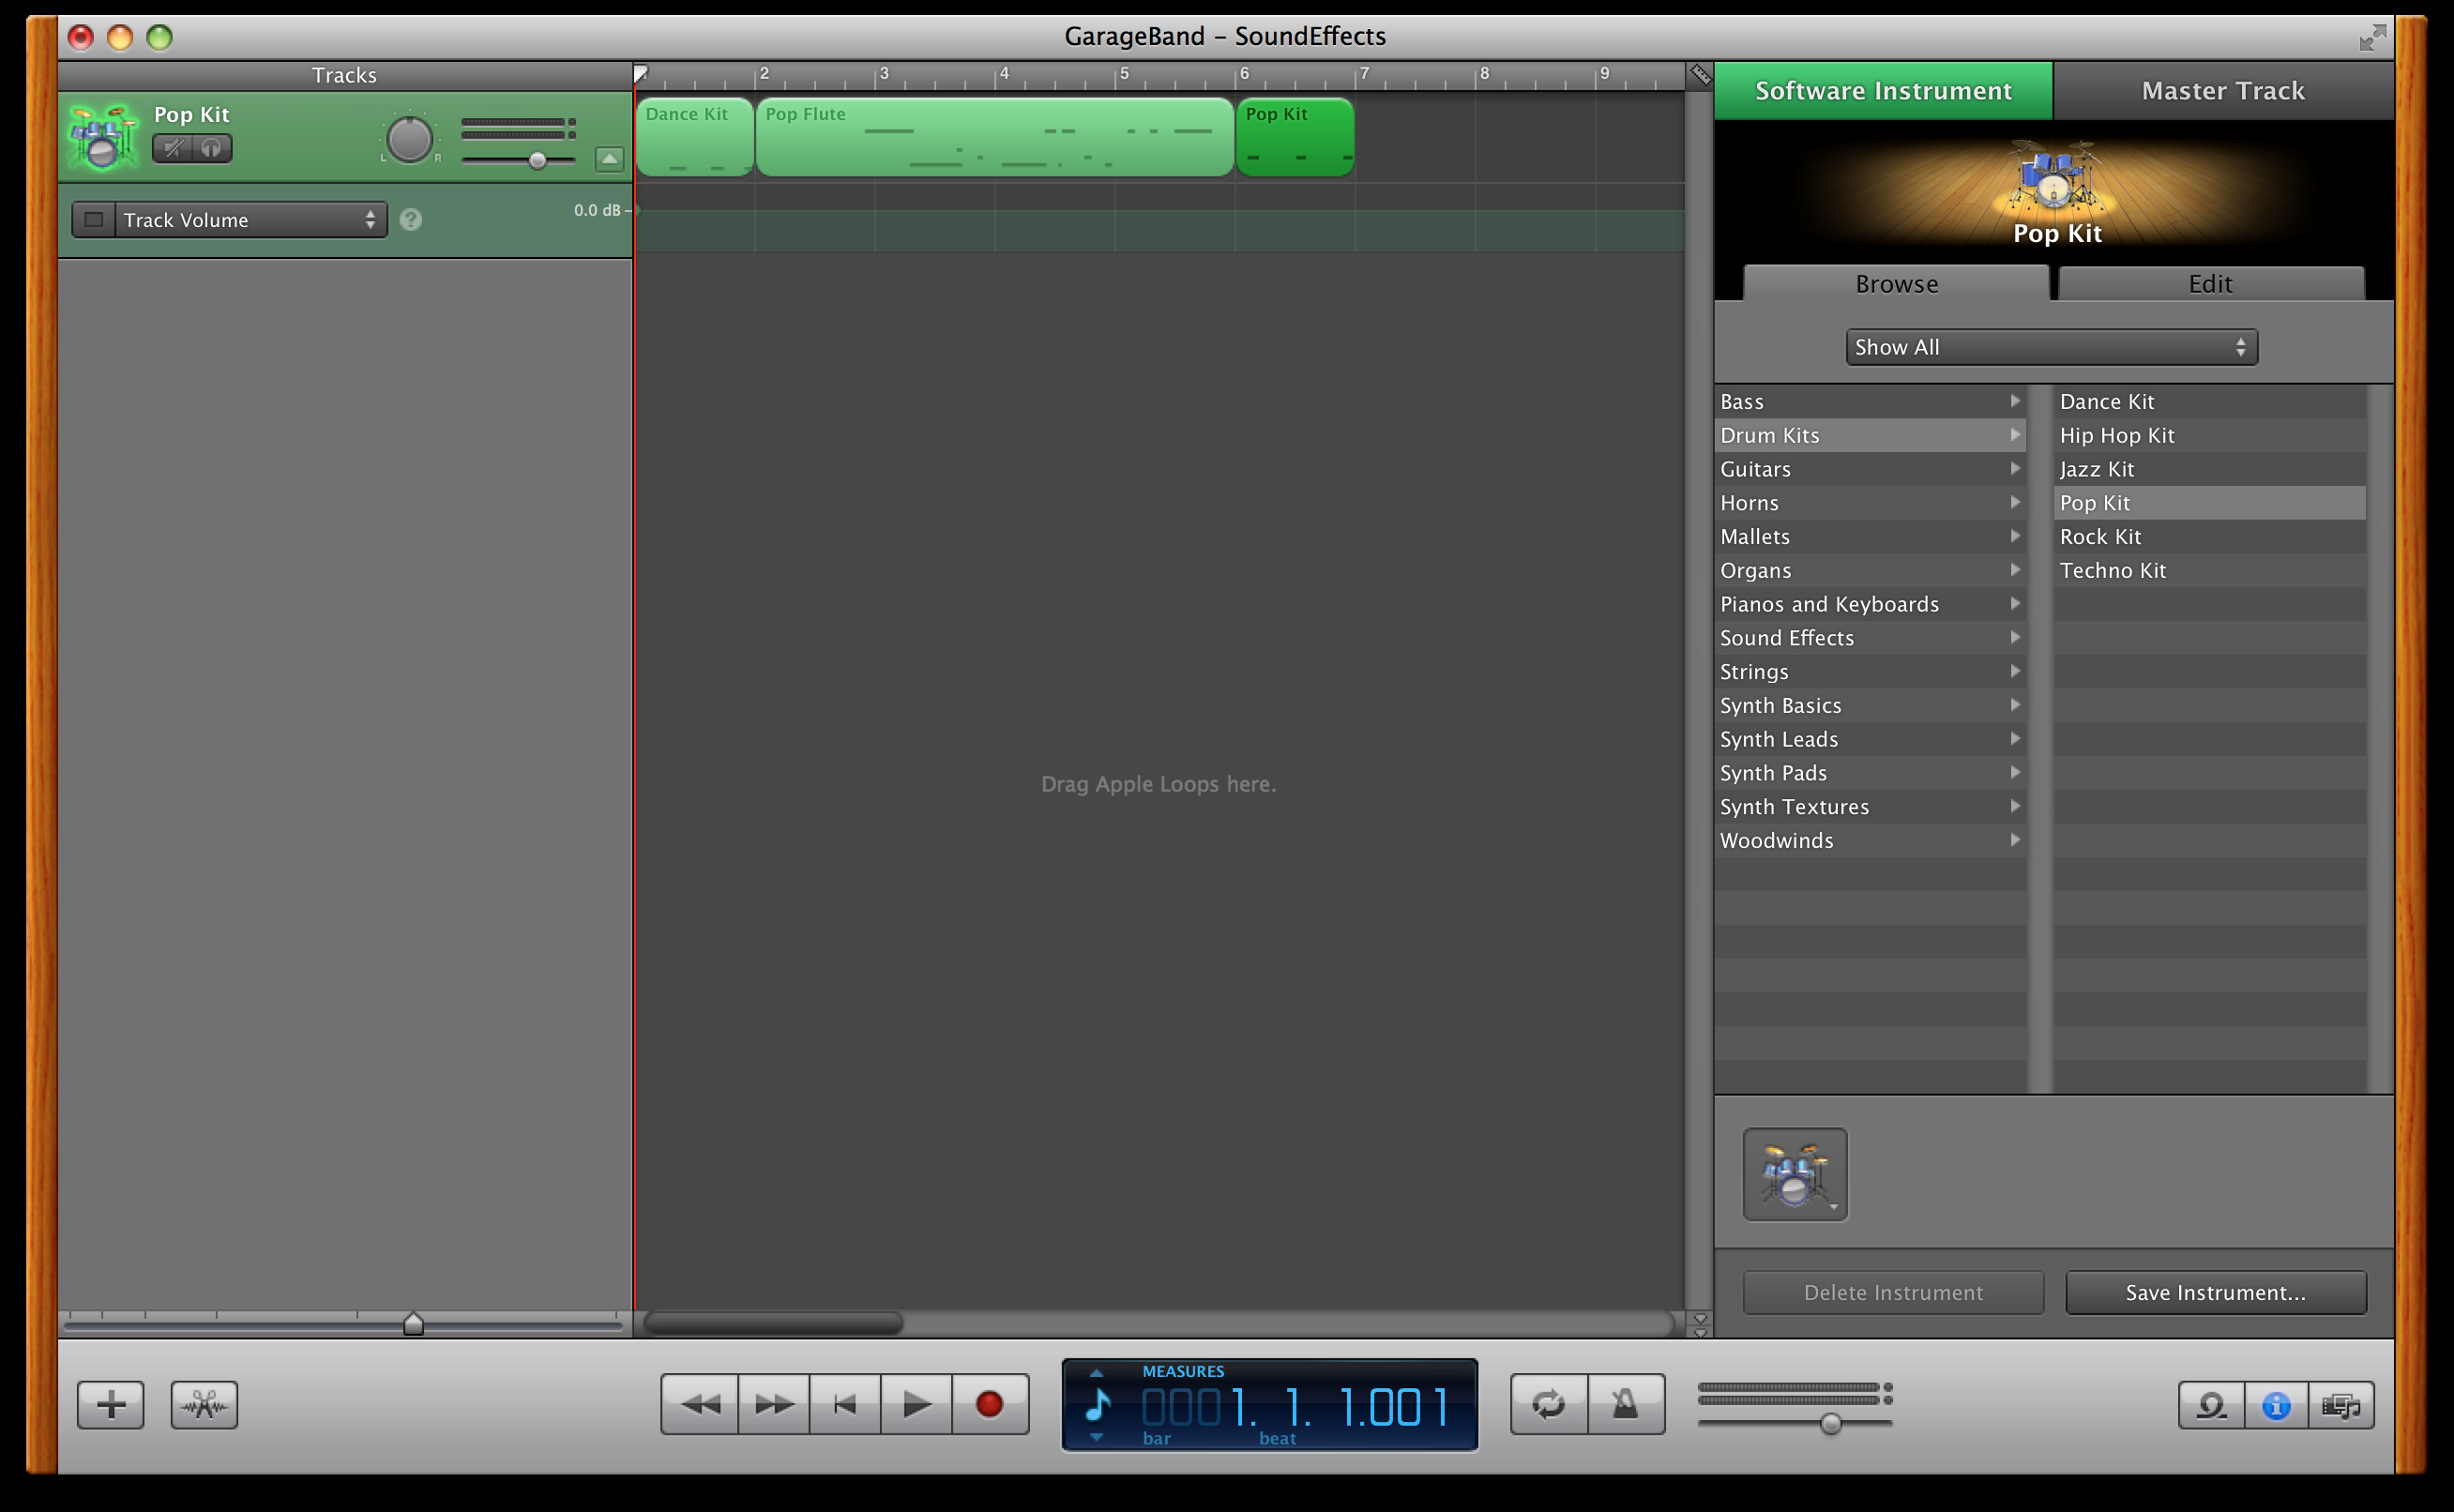 GarageBand – SoundEffects
Tracks
1 2 3 4 5 6 7 8 9
Software Instrument
Master Track
Pop Kit
L R
Dance Kit
Pop Flute
Pop Kit
Track Volume
?
0.0 dB
Pop Kit
Browse
Edit
Show All
Bass
Drum Kits
Guitars
Horns
Mallets
Organs
Pianos and Keyboards
Sound Effects
Strings
Synth Basics
Synth Leads
Synth Pads
Synth Textures
Woodwinds
Dance Kit
Hip Hop Kit
Jazz Kit
Pop Kit
Rock Kit
Techno Kit
Drag Apple Loops here.
Delete Instrument
Save Instrument...
MEASURES
0001. 1. 1.001
bar beat